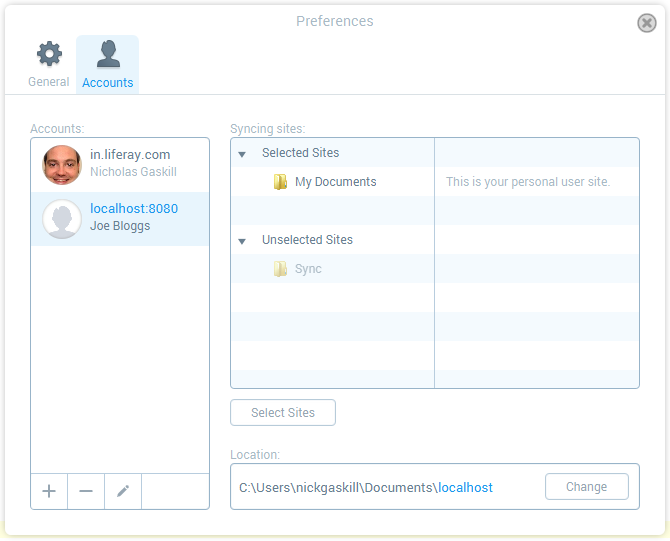 Preferences
General
Accounts
Accounts:
in.liferay.com
Nicholas Gaskill
localhost:8080
Joe Bloggs
Syncing sites:
Selected Sites
My Documents This is your personal user site.
Unselected Sites
Sync
Select Sites
Location:
C:\Users\nickgaskill\Documents\localhost
Change